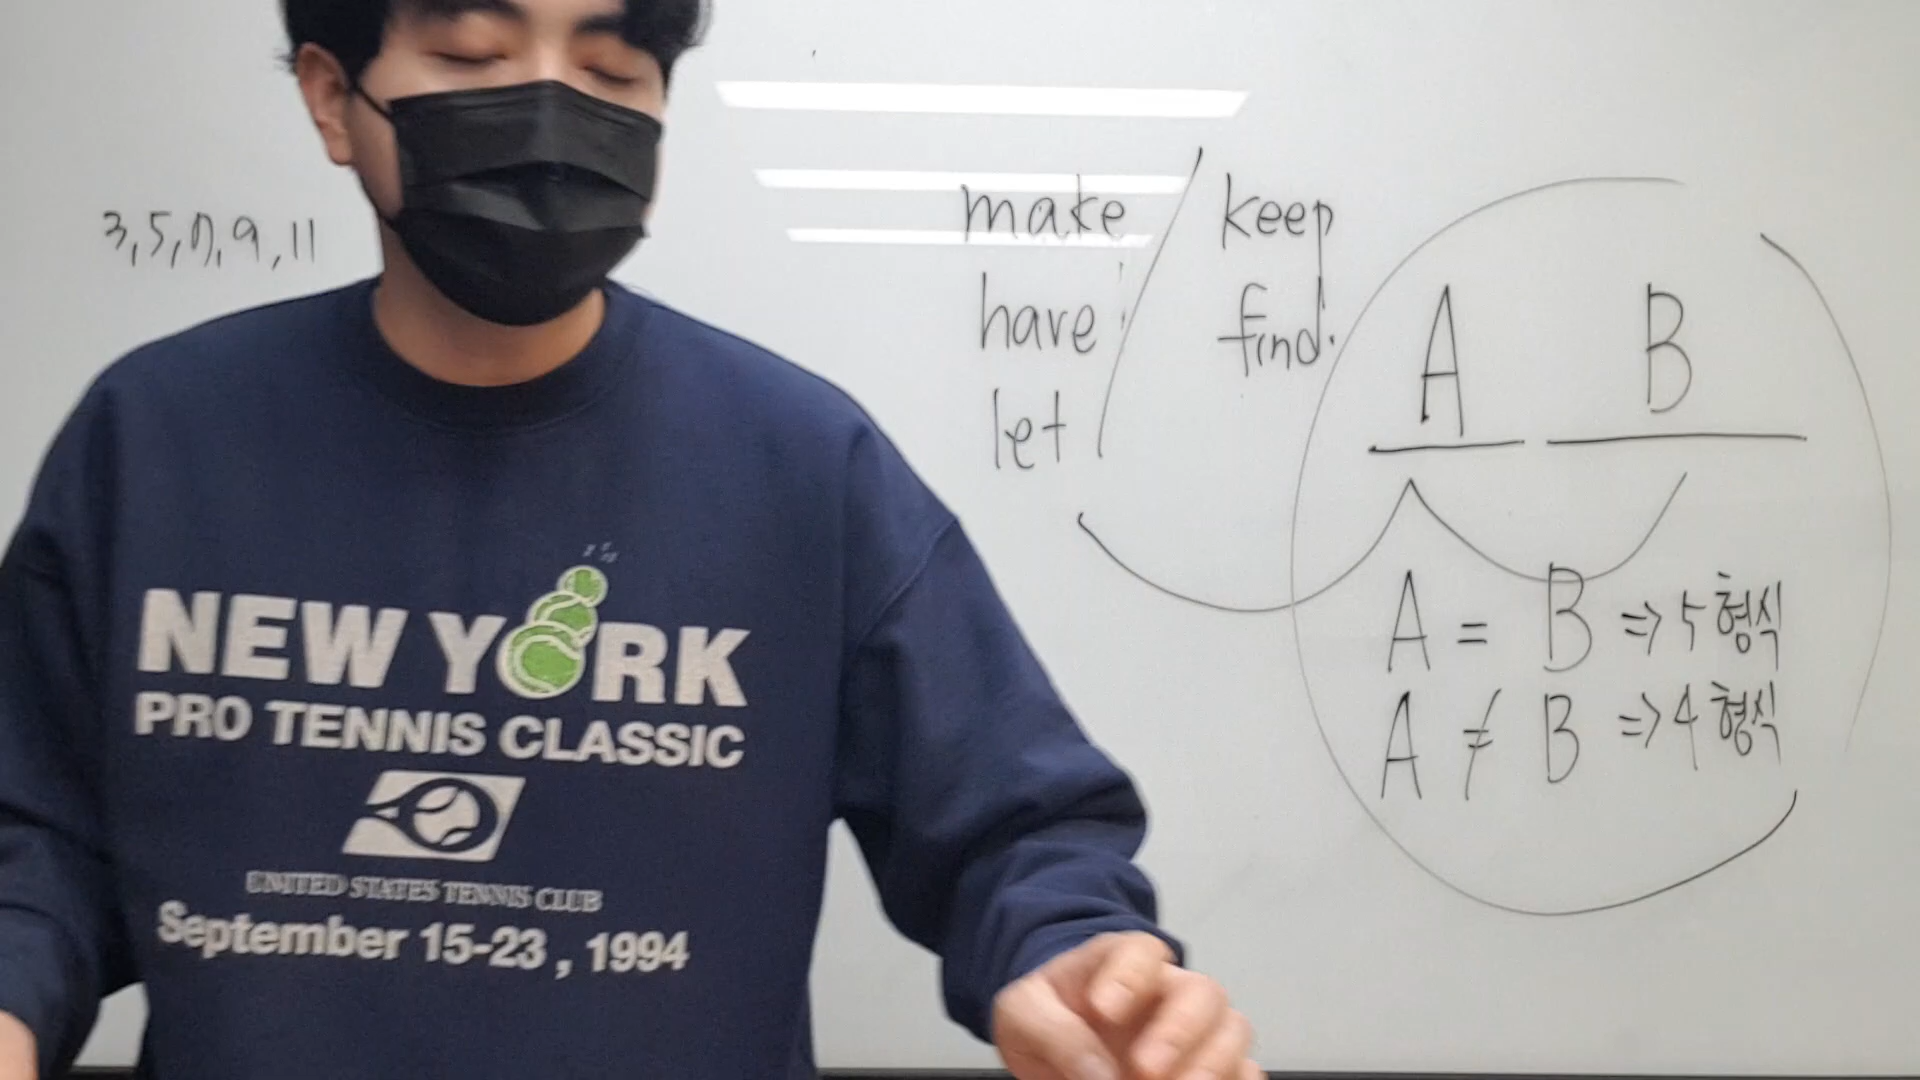 3, 5, 7, 9, 11
make / keep
have find
let
A B
A = B => 5형식
A ≠ B => 4형식
NEW YORK
PRO TENNIS CLASSIC
UNITED STATES TENNIS CLUB
September 15-23, 1994